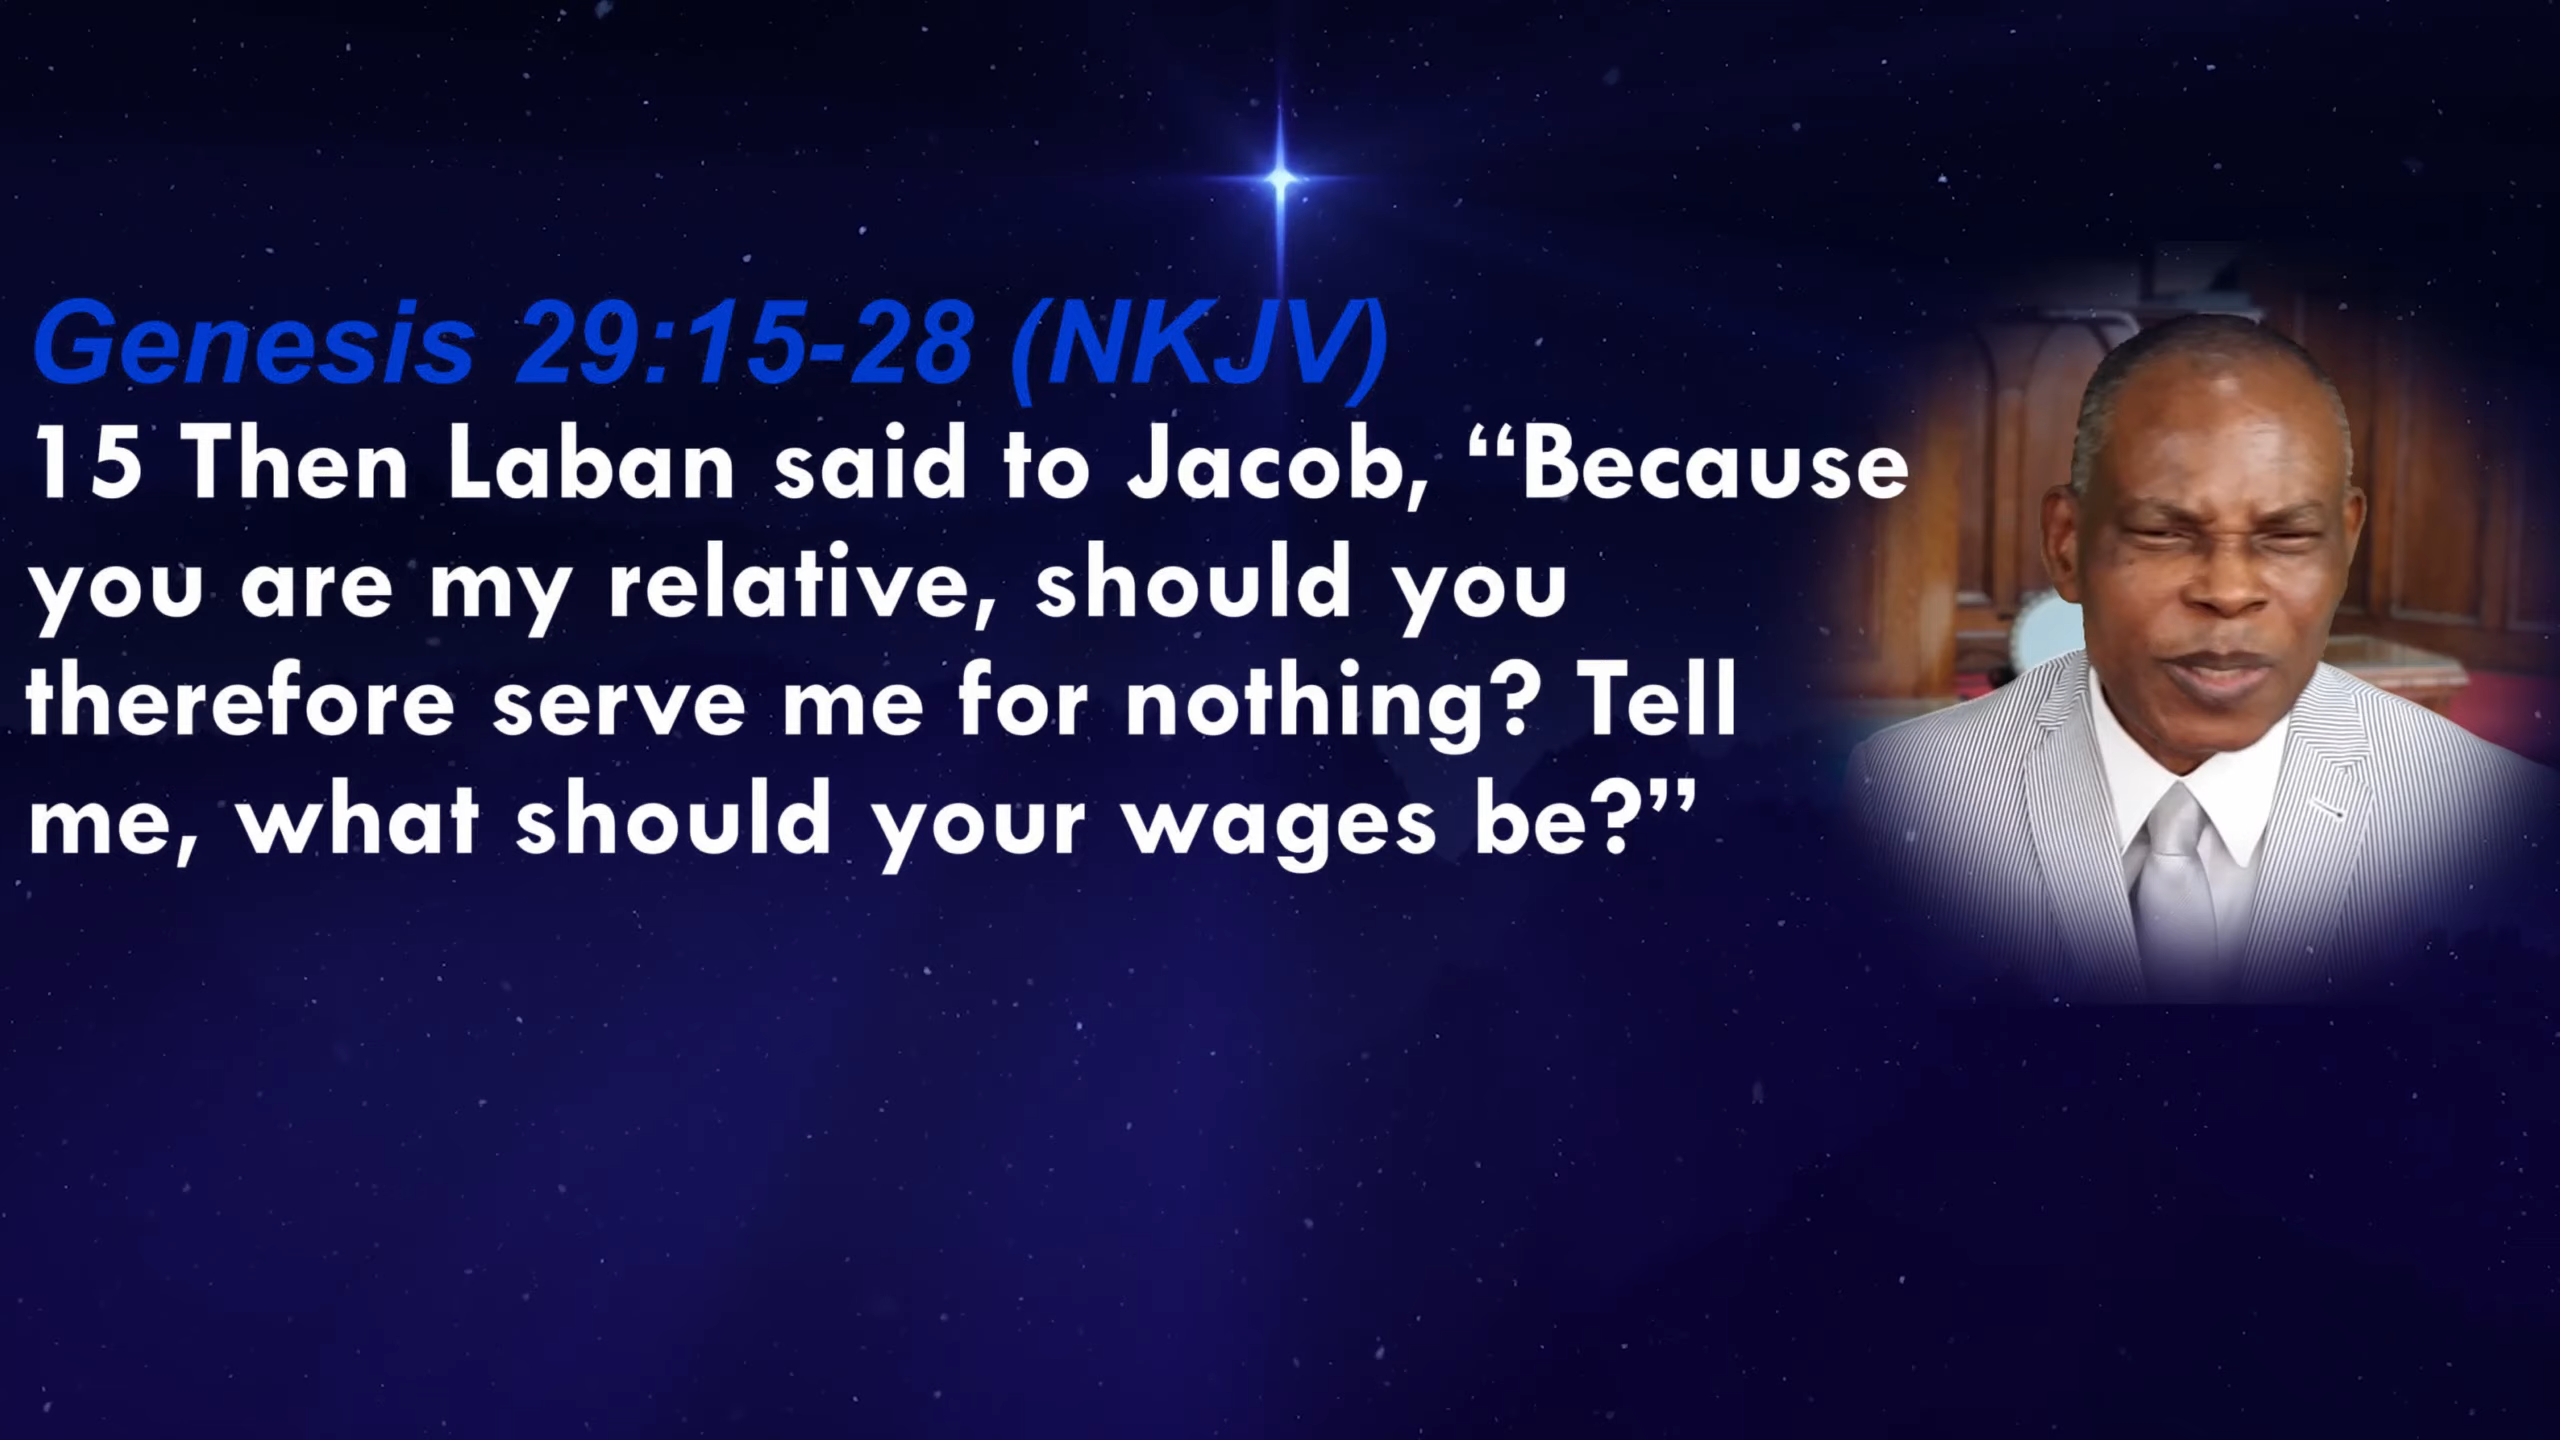 Genesis 29:15-28 (NKJV)
15 Then Laban said to Jacob, “Because
you are my relative, should you
therefore serve me for nothing? Tell
me, what should your wages be?”